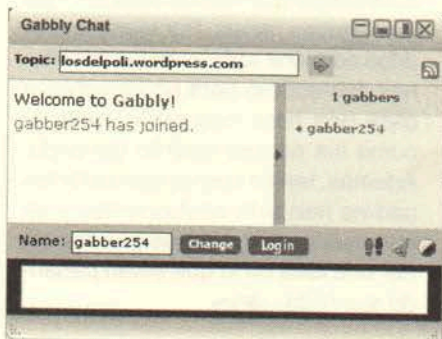 Gabbly Chat
Topic: losdelpoli.wordpress.com
Welcome to Gabbly!
gabber254 has joined.
1 gabbers
gabber254
Name: gabber254 Change Log in